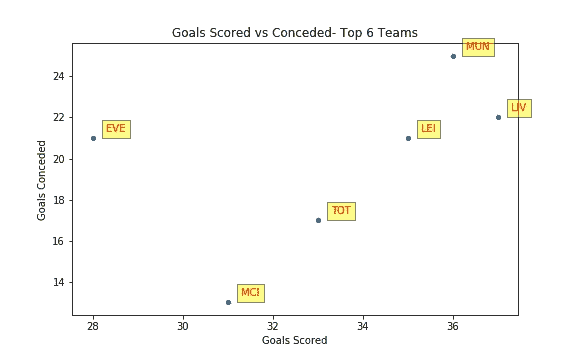 Goals Scored vs Conceded- Top 6 Teams
MUN
24
LIV
22
EVE
LEI
20
Goals Conceded
18
TOT
16
14
MCI
28
30
32
34
36
Goals Scored